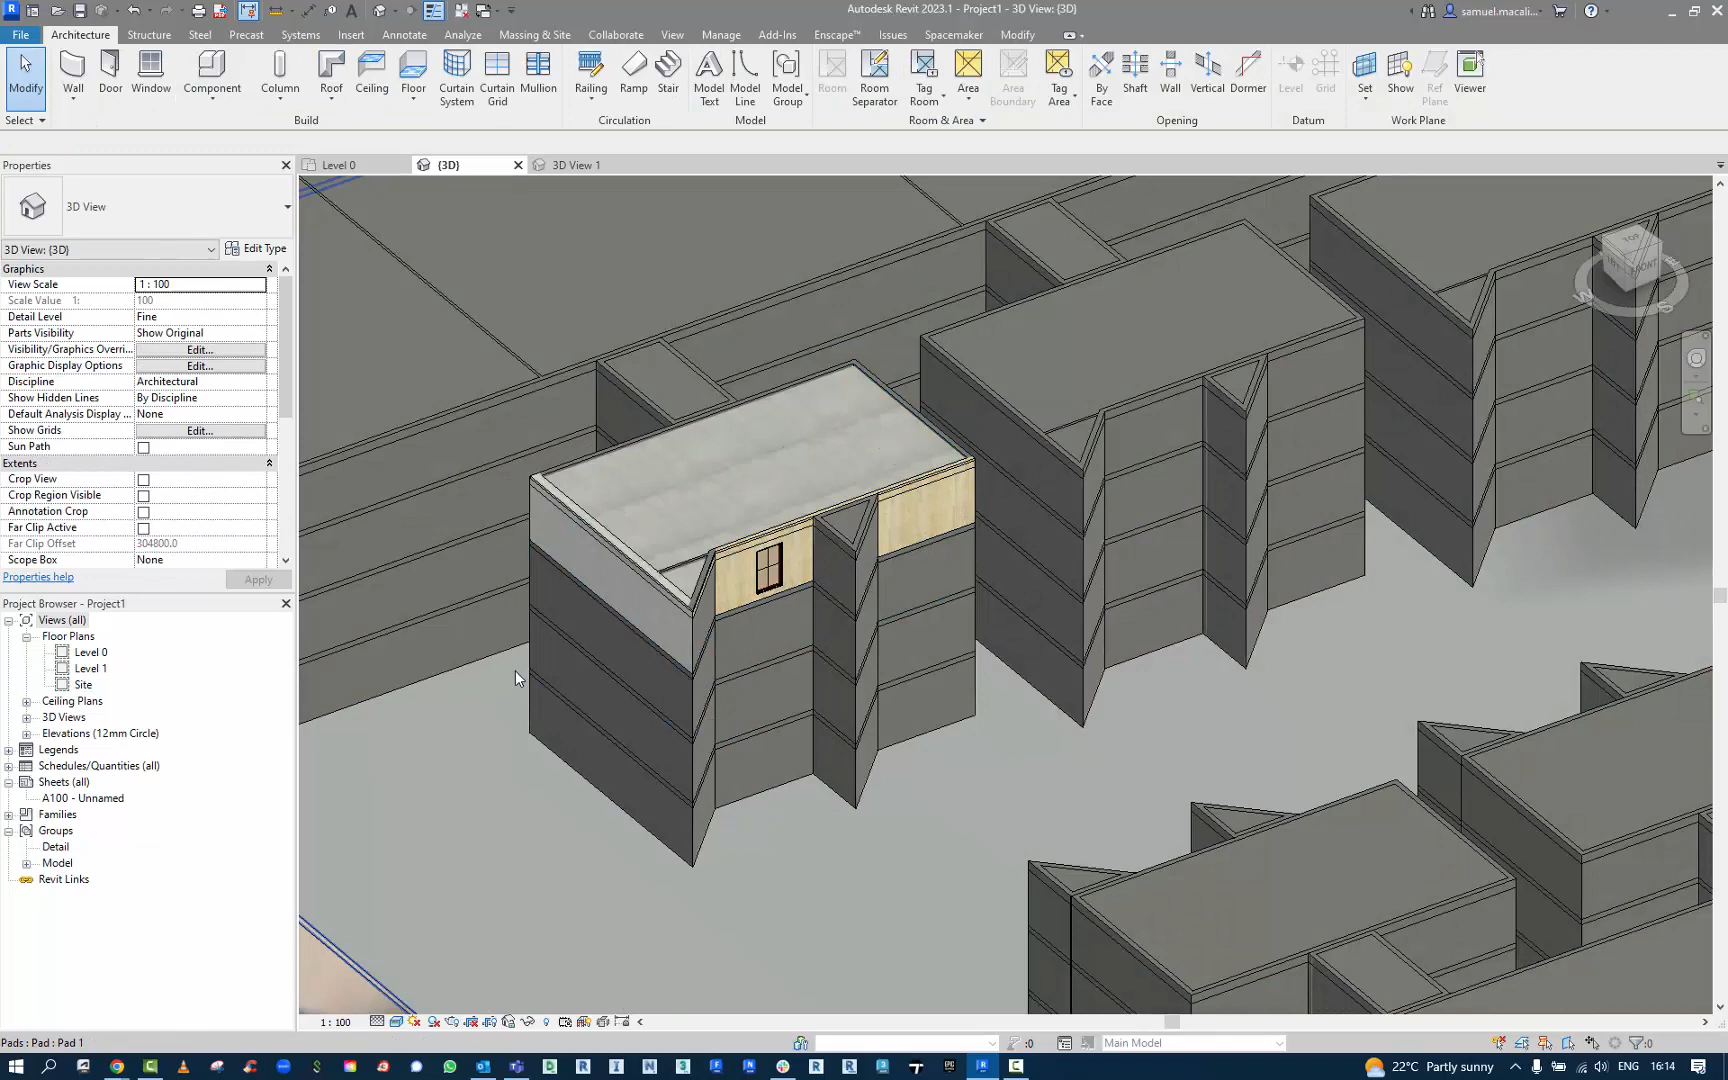 Autodesk Revit 2023.1 - Project1 - 3D View: {3D}
samuel.macali...
File Architecture Structure Steel Precast Systems Insert Annotate Analyze Massing & Site Collaborate View Manage Add-Ins Enscape™ Issues Spacemaker Modify
Modify Wall Door Window Component Column Roof Ceiling Floor Curtain System Curtain Grid Mullion Railing Ramp Stair Model Text Model Line Model Group Room Room Separator Tag Room Area Area Boundary Tag Area By Face Shaft Wall Vertical Dormer Level Grid Set Show Ref Plane Viewer
Select Build Circulation Model Room & Area Opening Datum Work Plane
Properties
Level 0
{3D}
3D View 1
3D View
3D View: {3D}
Edit Type
Graphics
View Scale 1 : 100
Scale Value 1: 100
Detail Level Fine
Parts Visibility Show Original
Visibility/Graphics Overri... Edit...
Graphic Display Options Edit...
Discipline Architectural
Show Hidden Lines By Discipline
Default Analysis Display ... None
Show Grids Edit...
Sun Path
Extents
Crop View
Crop Region Visible
Annotation Crop
Far Clip Active
Far Clip Offset 304800.0
Scope Box None
Properties help
Apply
Project Browser - Project1
Views (all)
Floor Plans
Level 0
Level 1
Site
Ceiling Plans
3D Views
Elevations (12mm Circle)
Legends
Schedules/Quantities (all)
Sheets (all)
A100 - Unnamed
Families
Groups
Detail
Model
Revit Links
TOP
FRONT
W
S
1 : 100
Pads : Pad : Pad 1
:0
Main Model
:0
22°C Partly sunny
ENG
16:14